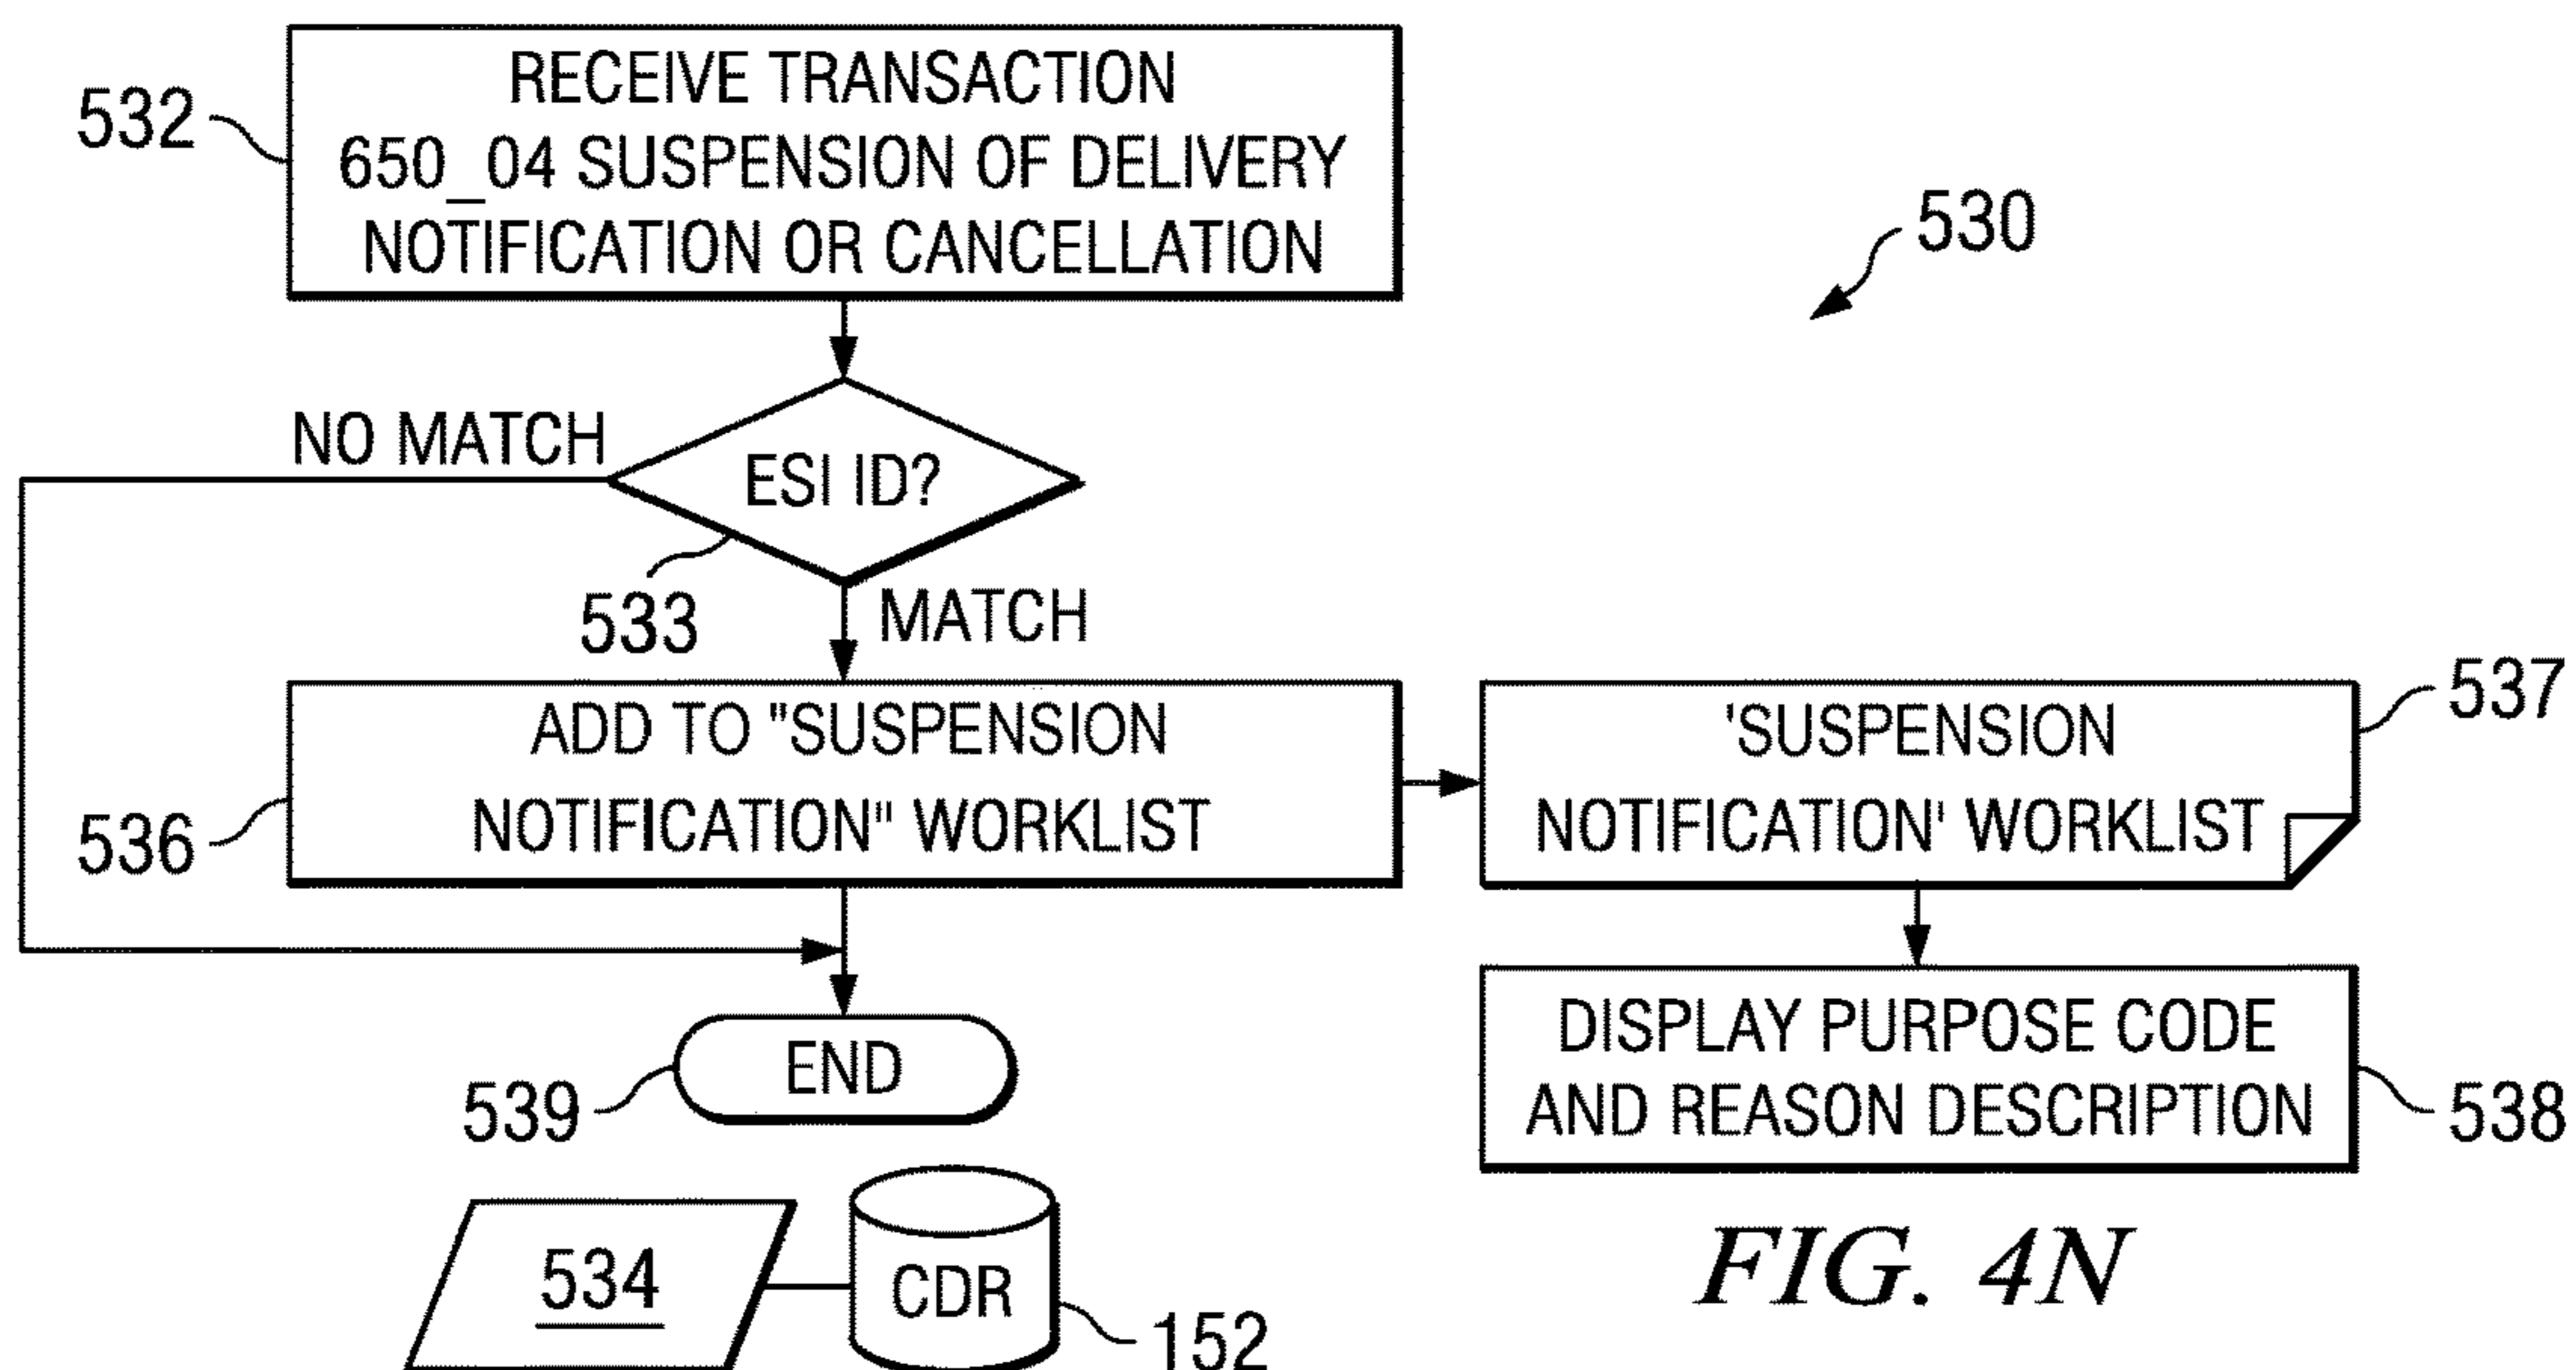 RECEIVE TRANSACTION
650_04 SUSPENSION OF DELIVERY
NOTIFICATION OR CANCELLATION
532
530
NO MATCH
ESI ID?
533
MATCH
ADD TO "SUSPENSION
NOTIFICATION" WORKLIST
536
'SUSPENSION
NOTIFICATION' WORKLIST
537
END
539
DISPLAY PURPOSE CODE
AND REASON DESCRIPTION
538
534
CDR
152
FIG. 4N